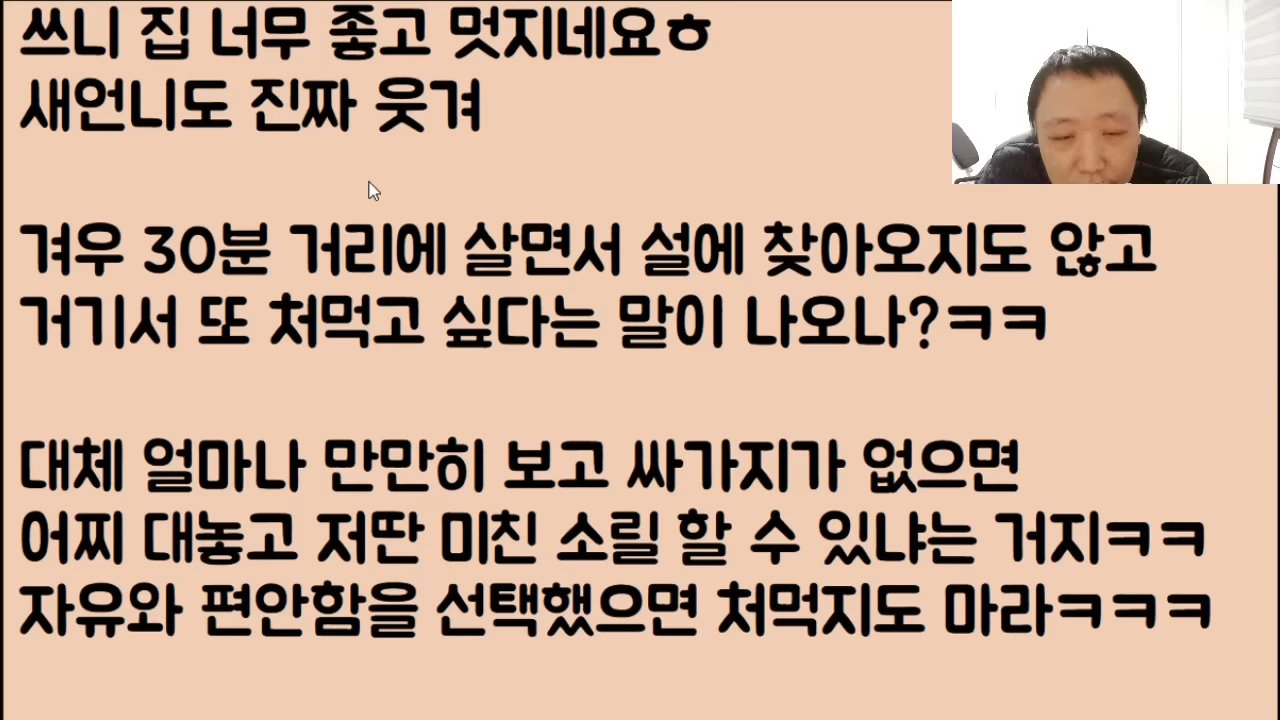 쓰니 집 너무 좋고 멋지네요ㅎ
새언니도 진짜 웃겨
겨우 30분 거리에 살면서 설에 찾아오지도 않고
거기서 또 처먹고 싶다는 말이 나오나?ㅋㅋ
대체 얼마나 만만히 보고 싸가지가 없으면
어찌 대놓고 저딴 미친 소릴 할 수 있냐는 거지ㅋㅋ
자유와 편안함을 선택했으면 처먹지도 마라ㅋㅋㅋ